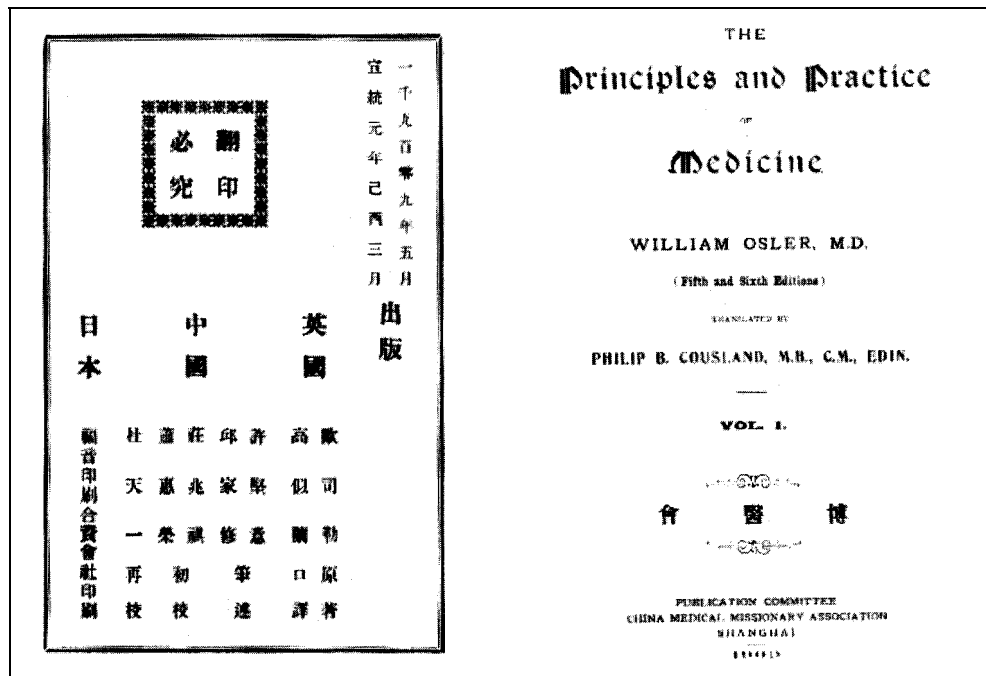 一千九百零九年五月
宣統元年己酉三月
出版
翻印
必究
英國
歐司勒原著
高似蘭口譯
中國
許堅
邱家修
筆述
莊兆祺
蕭惠榮
初校
杜天一再校
日本
福音印刷合資會社印刷
THE
Principles and Practice
OF
Medicine
WILLIAM OSLER, M.D.
(Fifth and Sixth Editions)
TRANSLATED BY
PHILIP B. COUSLAND, M.B., C.M., EDIN.
VOL. I.
會醫博
PUBLICATION COMMITTEE
CHINA MEDICAL MISSIONARY ASSOCIATION
SHANGHAI